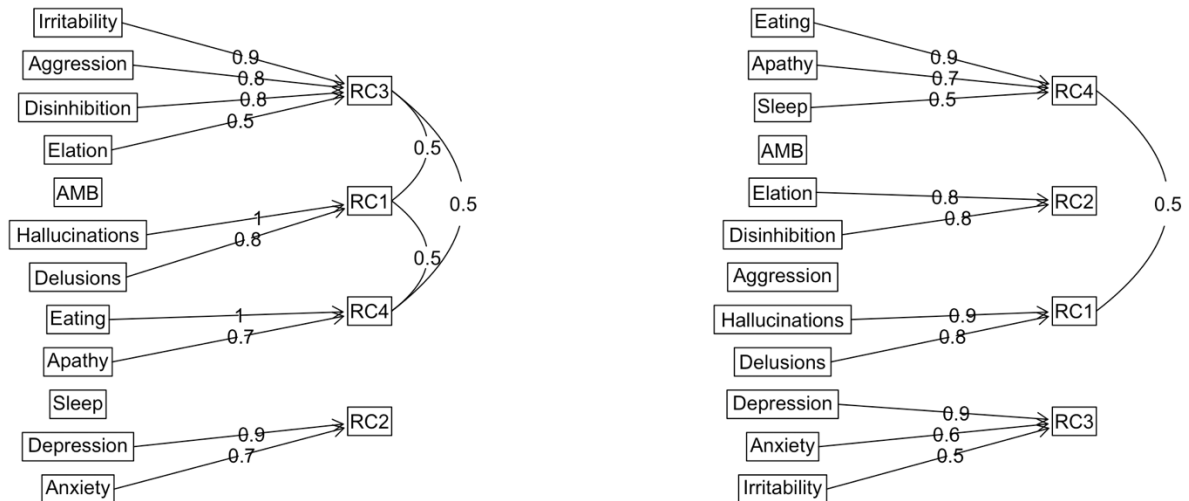 Irritability
0.9
Aggression
0.8
RC3
Disinhibition
0.8
0.5
Elation
0.5
AMB
RC1
0.5
Hallucinations
1
0.8
Delusions
0.5
Eating
1
RC4
0.7
Apathy
Sleep
RC2
Depression
0.9
0.7
Anxiety
Eating
0.9
Apathy
0.7
RC4
Sleep
0.5
AMB
Elation
0.8
RC2
0.5
Disinhibition
0.8
Aggression
Hallucinations
0.9
RC1
0.8
Delusions
Depression
0.9
RC3
Anxiety
0.6
0.5
Irritability